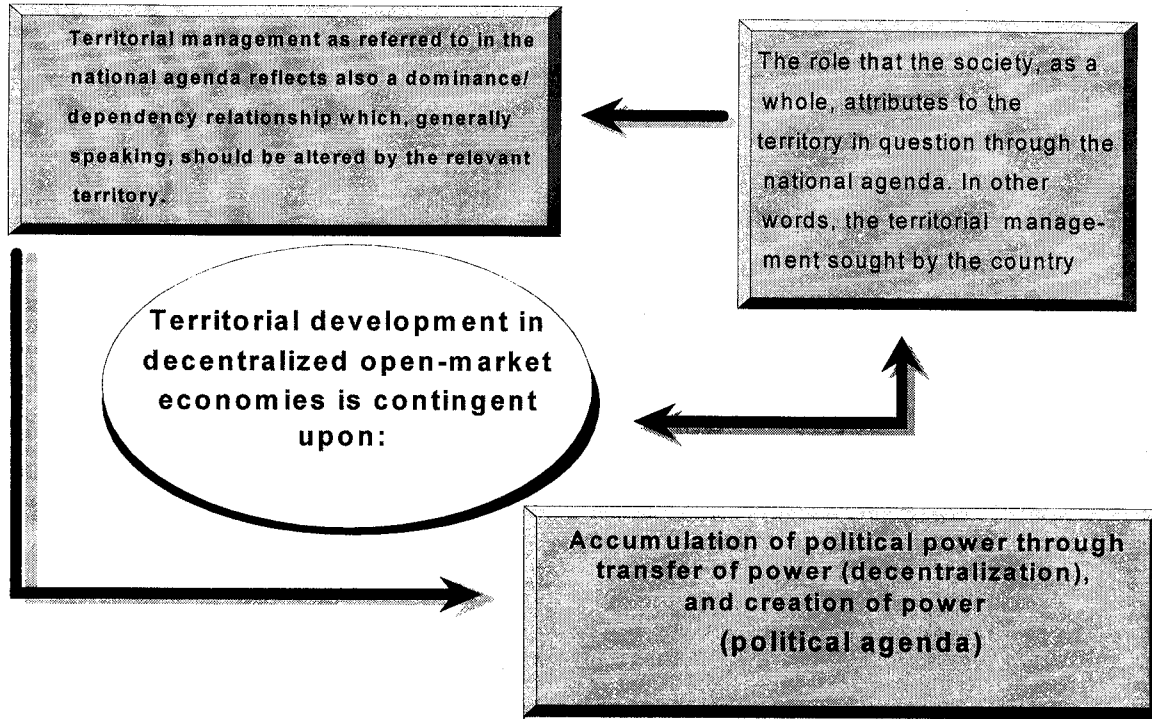 Territorial management as referred to in the
national agenda reflects also a dominance/
dependency relationship which, generally
speaking, should be altered by the relevant
territory.
The role that the society, as a
whole, attributes to the
territory in question through the
national agenda. In other
words, the territorial manage-
ment sought by the country
Territorial development in
decentralized open-market
economies is contingent
upon:
Accumulation of political power through
transfer of power (decentralization),
and creation of power
(political agenda)